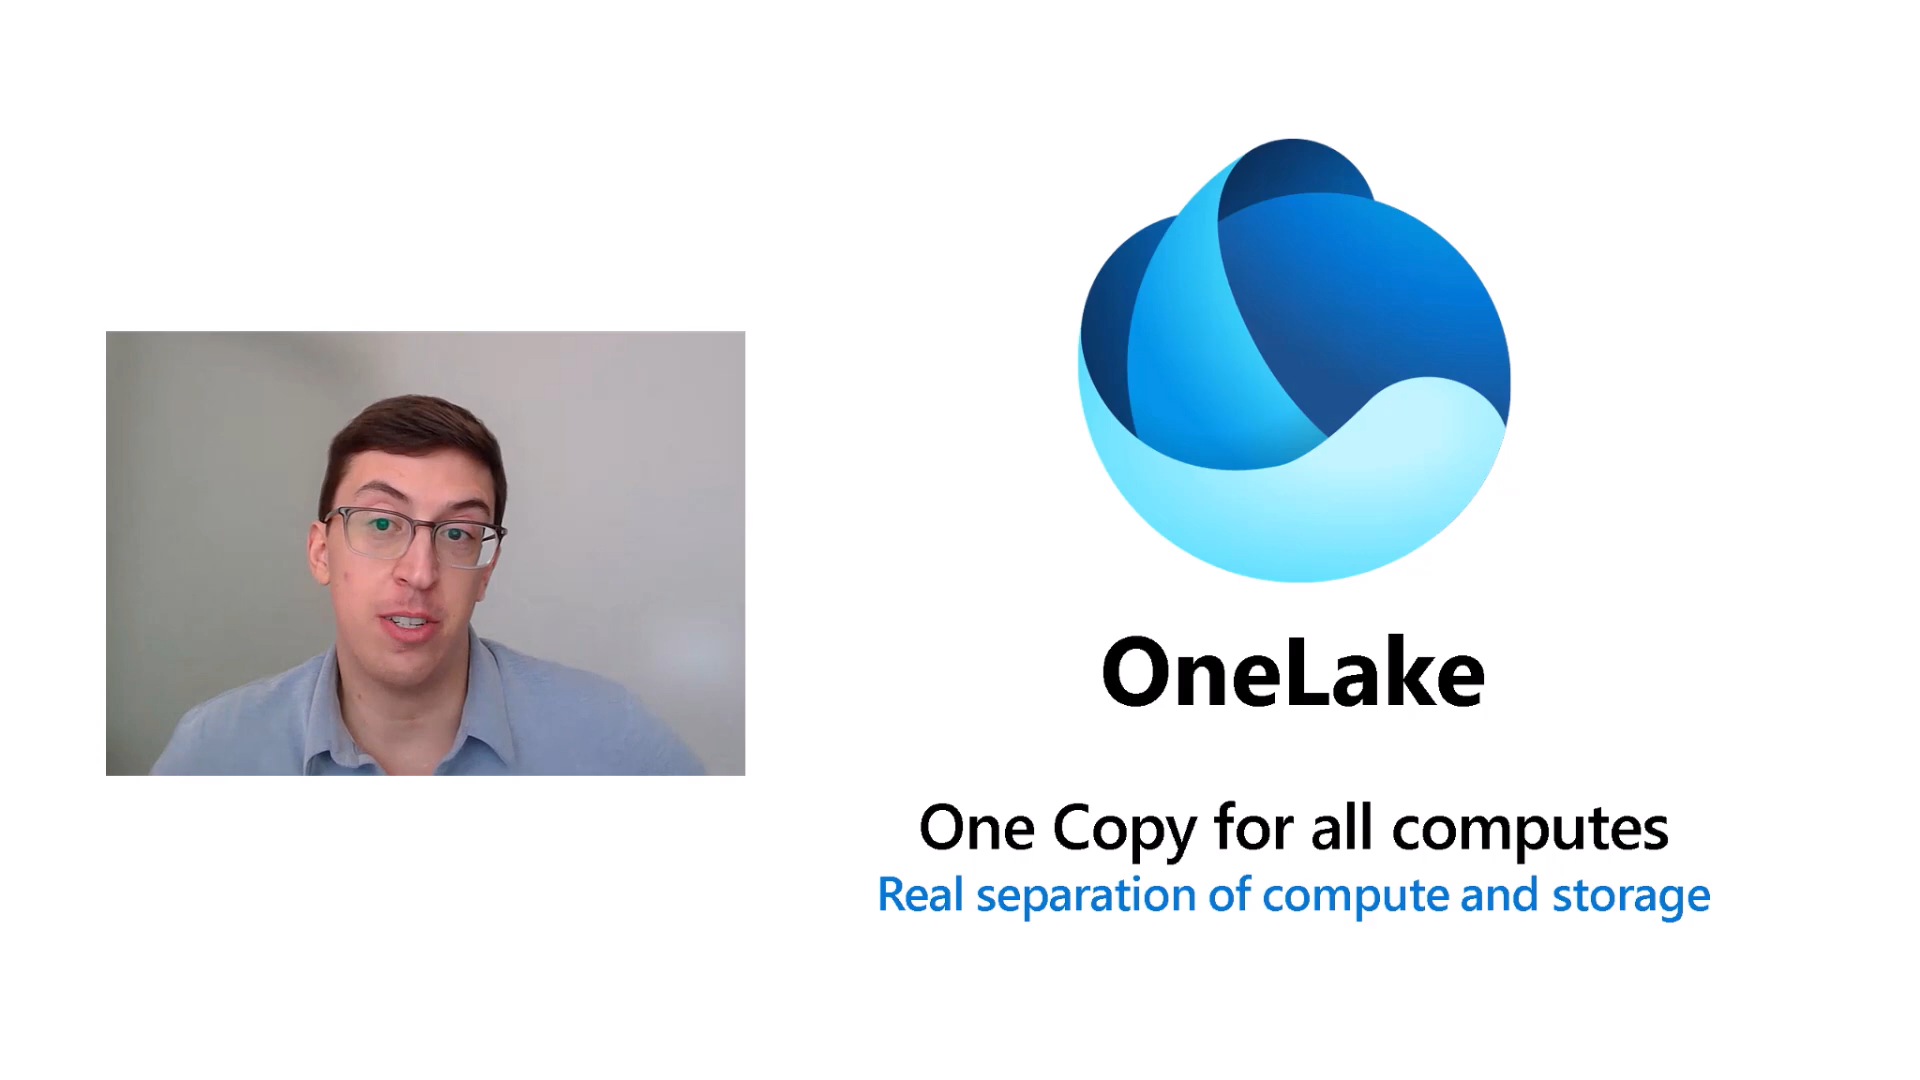 OneLake
One Copy for all computes
Real separation of compute and storage